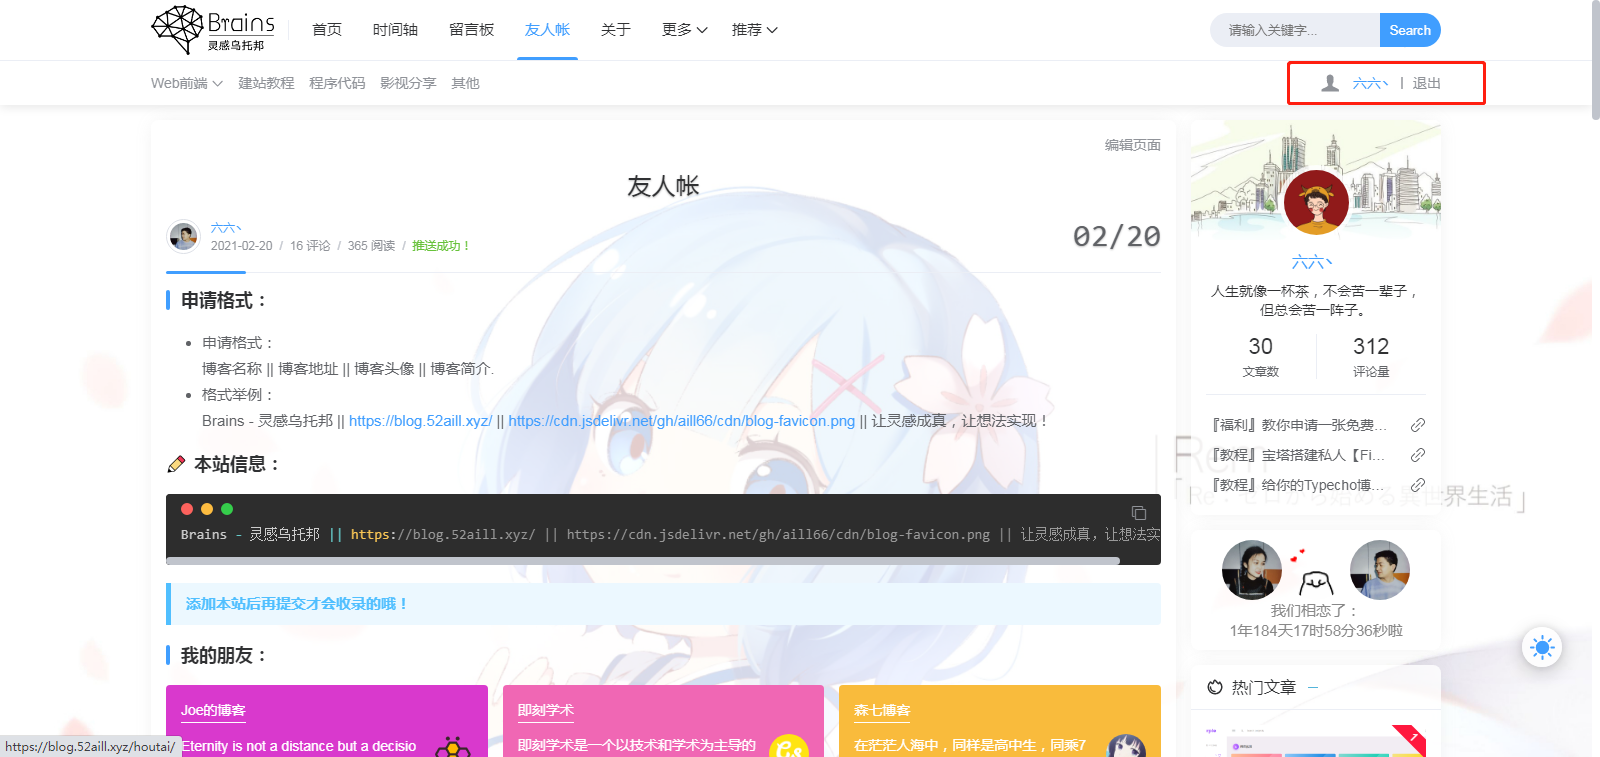 Brains
灵感乌托邦
首页 时间轴 留言板 友人帐 关于 更多 推荐
请输入关键字... Search
Web前端 建站教程 程序代码 影视分享 其他
六六丶 | 退出
编辑页面
友人帐
六六丶
2021-02-20 / 16 评论 / 365 阅读 / 推送成功！
02/20
申请格式：
申请格式：
博客名称 || 博客地址 || 博客头像 || 博客简介.
格式举例：
Brains - 灵感乌托邦 || https://blog.52aill.xyz/ || https://cdn.jsdelivr.net/gh/aill66/cdn/blog-favicon.png || 让灵感成真，让想法实现！
本站信息：
Brains - 灵感乌托邦 || https://blog.52aill.xyz/ || https://cdn.jsdelivr.net/gh/aill66/cdn/blog-favicon.png || 让灵感成真，让想法实
添加本站后再提交才会收录的哦！
我的朋友：
Joe的博客
Eternity is not a distance but a decisio
即刻学术
即刻学术是一个以技术和学术为主导的
Gs
森七博客
在茫茫人海中，同样是高中生，同乘7
六六丶
人生就像一杯茶，不会苦一辈子，
但总会苦一阵子。
30 312
文章数 评论量
『福利』教你申请一张免费...
『教程』宝塔搭建私人【Fi...
『教程』给你的Typecho博...
Rem
「Re：ゼロから始める異世界生活」
我们相恋了：
1年184天17时58分36秒啦
热门文章
1
https://blog.52aill.xyz/houtai/